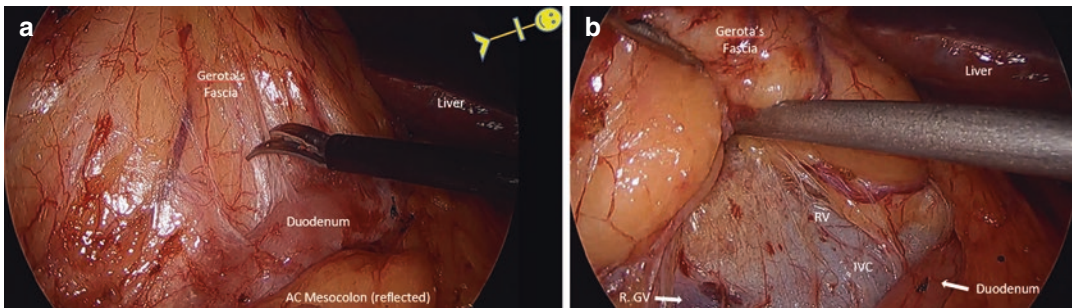 a
Gerota's
Fascia
Liver
Duodenum
AC Mesocolon (reflected)
b
Gerota's
Fascia
Liver
RV
IVC
R. GV
Duodenum